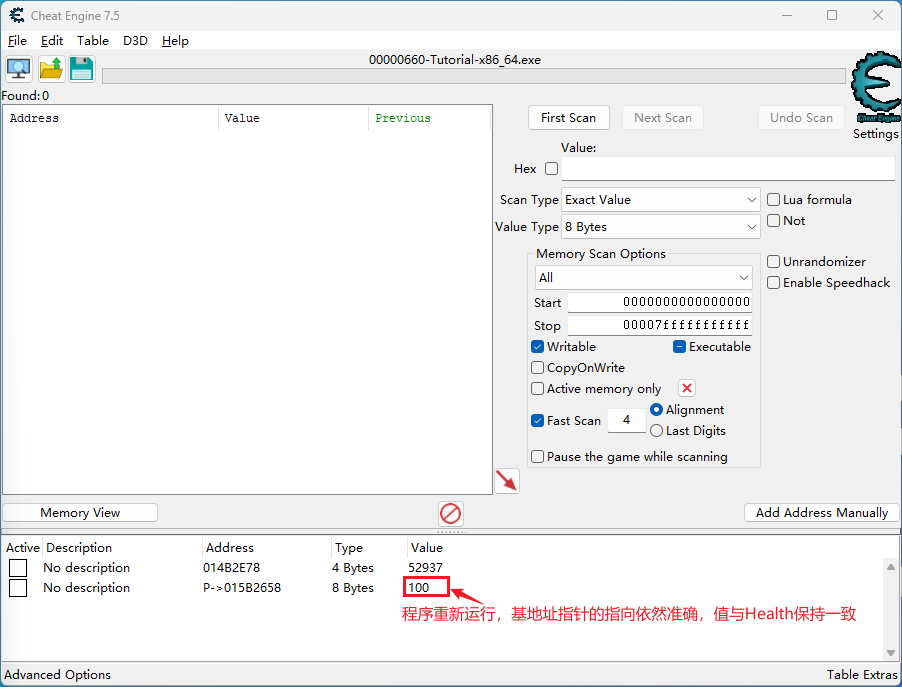 Cheat Engine 7.5
File Edit Table D3D Help
00000660-Tutorial-x86_64.exe
Found: 0
Address Value Previous
First Scan Next Scan Undo Scan
Cheat Engine
Settings
Value:
Hex
Scan Type Exact Value Lua formula
Not
Value Type 8 Bytes
Memory Scan Options
All
Unrandomizer
Enable Speedhack
Start 0000000000000000
Stop 00007fffffffffff
Writable Executable
CopyOnWrite
Active memory only
Fast Scan 4 Alignment
Last Digits
Pause the game while scanning
Memory View Add Address Manually
Active Description Address Type Value
No description 014B2E78 4 Bytes 52937
No description P->015B2658 8 Bytes 100
程序重新运行，基地址指针的指向依然准确，值与Health保持一致
Advanced Options Table Extras